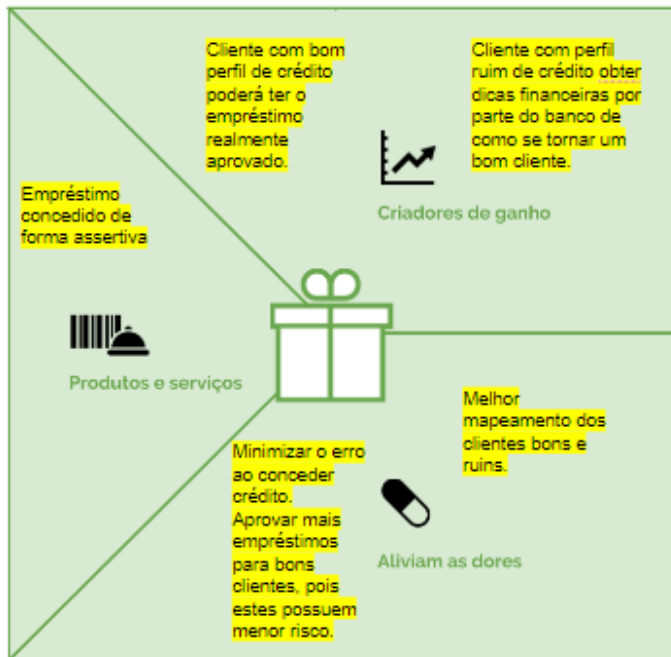 Cliente com bom
perfil de crédito
poderá ter o
empréstimo
realmente
aprovado.
Cliente com perfil
ruim de crédito obter
dicas financeiras por
parte do banco de
como se tornar um
bom cliente.
Criadores de ganho
Empréstimo
concedido de
forma assertiva
Produtos e serviços
Melhor
mapeamento dos
clientes bons e
ruins.
Minimizar o erro
ao conceder
crédito.
Aprovar mais
empréstimos
para bons
clientes, pois
estes possuem
menor risco.
Aliviam as dores